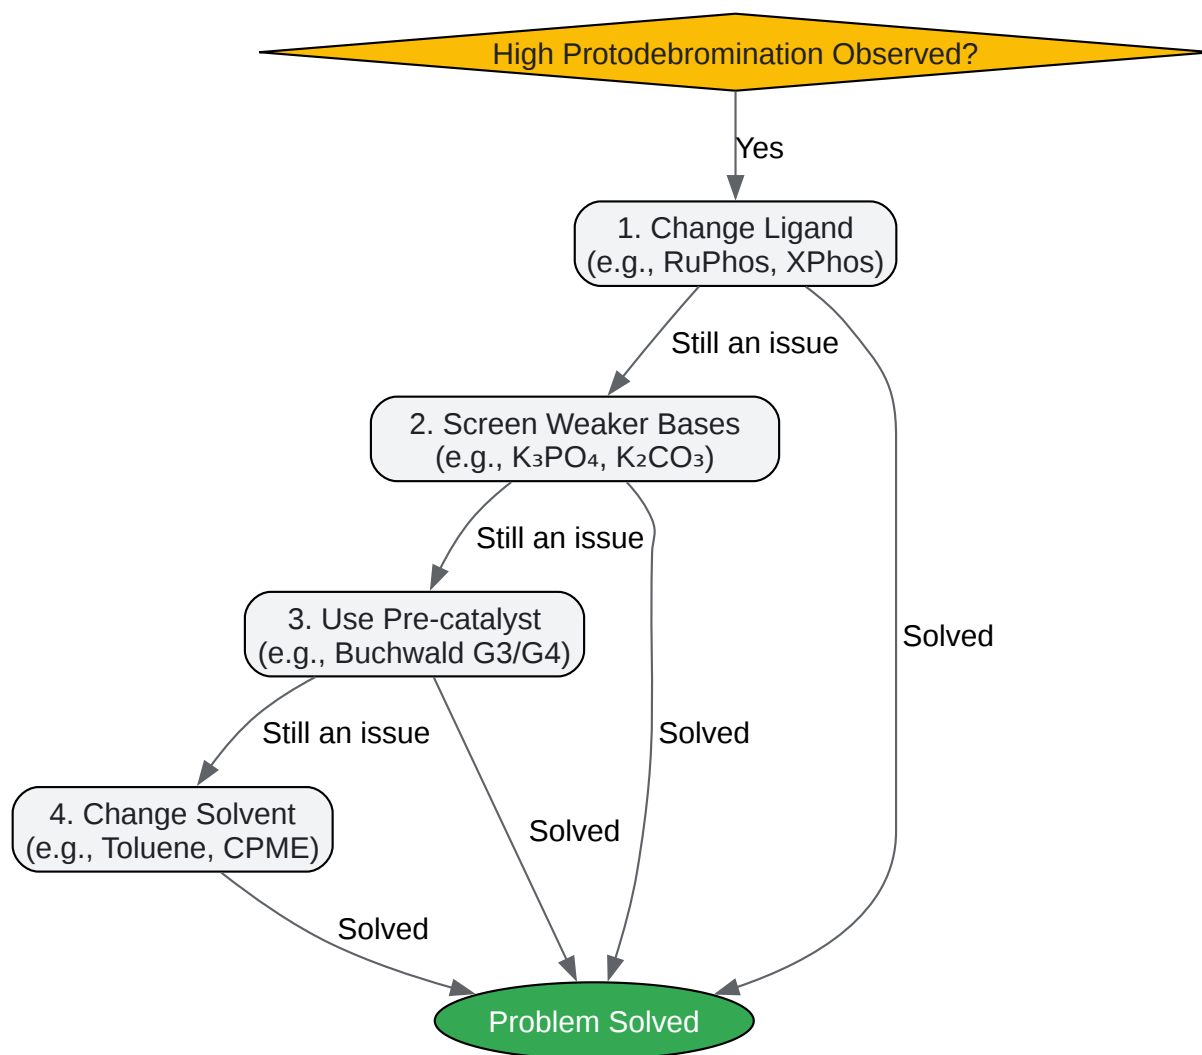 High Protodebromination Observed?
Yes
1. Change Ligand
(e.g., RuPhos, XPhos)
Still an issue
2. Screen Weaker Bases
(e.g., K₃PO₄, K₂CO₃)
Still an issue
3. Use Pre-catalyst
(e.g., Buchwald G3/G4)
Solved
Still an issue
Solved
4. Change Solvent
(e.g., Toluene, CPME)
Solved
Solved
Problem Solved